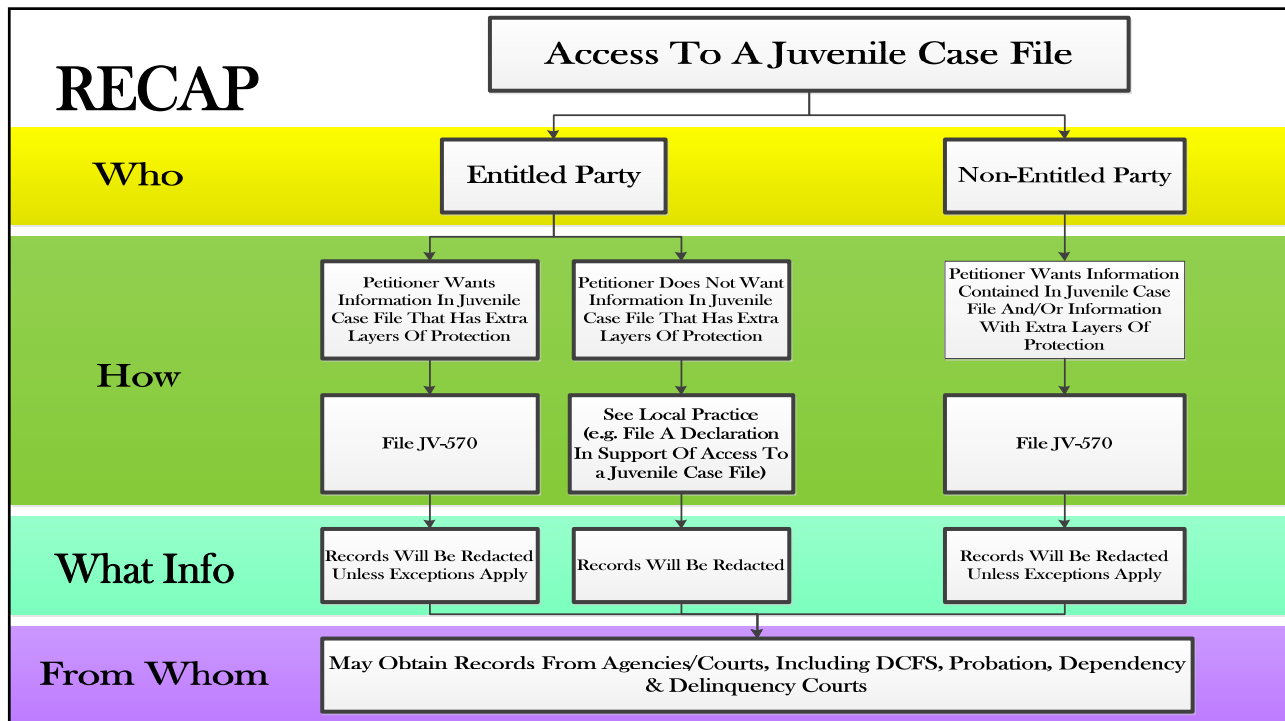 RECAP
Access To A Juvenile Case File
Who
Entitled Party
Non-Entitled Party
How
Petitioner Wants
Information In Juvenile
Case File That Has Extra
Layers Of Protection
Petitioner Does Not Want
Information In Juvenile
Case File That Has Extra
Layers Of Protection
Petitioner Wants Information
Contained In Juvenile Case
File And/Or Information
With Extra Layers Of
Protection
File JV-570
See Local Practice
(e.g. File A Declaration
In Support Of Access To
a Juvenile Case File)
File JV-570
What Info
Records Will Be Redacted
Unless Exceptions Apply
Records Will Be Redacted
Records Will Be Redacted
Unless Exceptions Apply
From Whom
May Obtain Records From Agencies/Courts, Including DCFS, Probation, Dependency
& Delinquency Courts